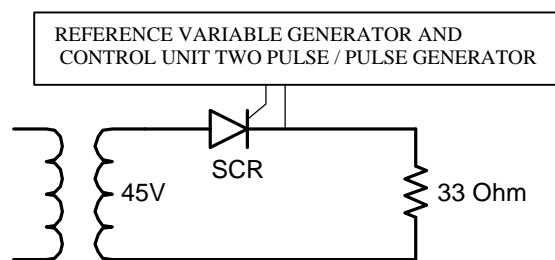 REFERENCE VARIABLE GENERATOR AND
CONTROL UNIT TWO PULSE / PULSE GENERATOR
SCR
45V
33 Ohm